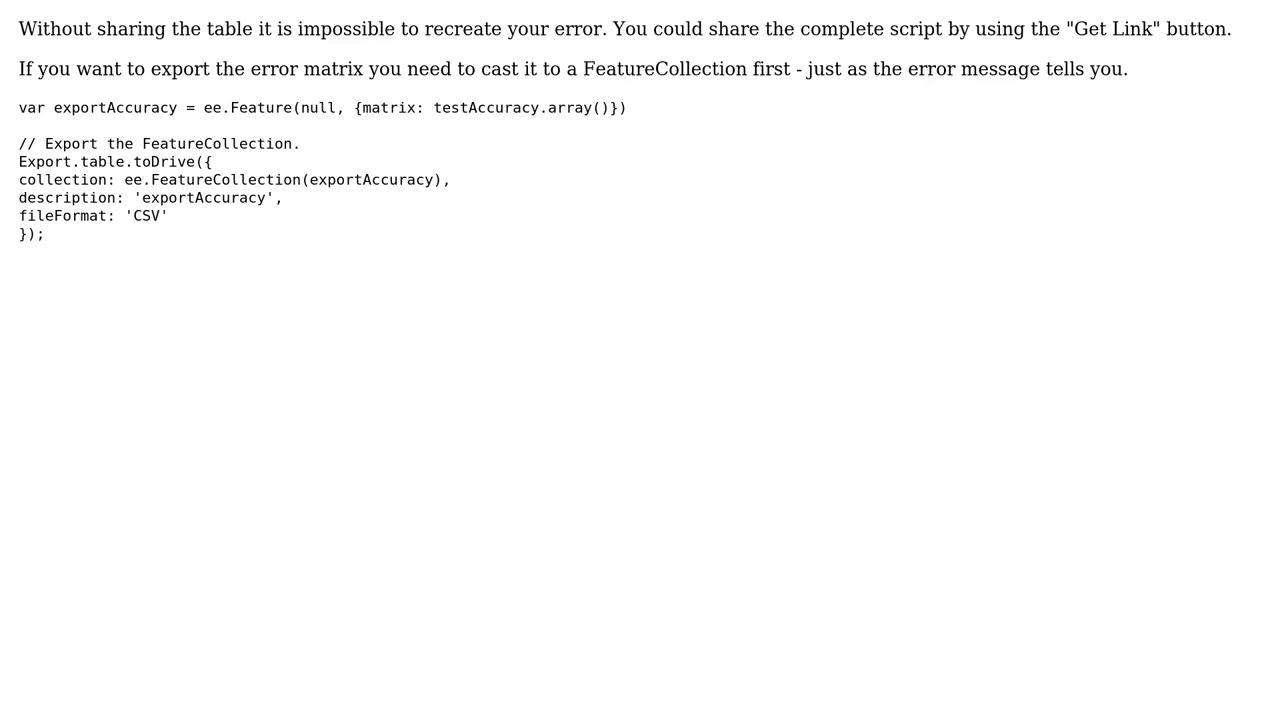 Without sharing the table it is impossible to recreate your error. You could share the complete script by using the "Get Link" button.
If you want to export the error matrix you need to cast it to a FeatureCollection first - just as the error message tells you.
var exportAccuracy = ee.Feature(null, {matrix: testAccuracy.array()})
// Export the FeatureCollection.
Export.table.toDrive({
collection: ee.FeatureCollection(exportAccuracy),
description: 'exportAccuracy',
fileFormat: 'CSV'
});